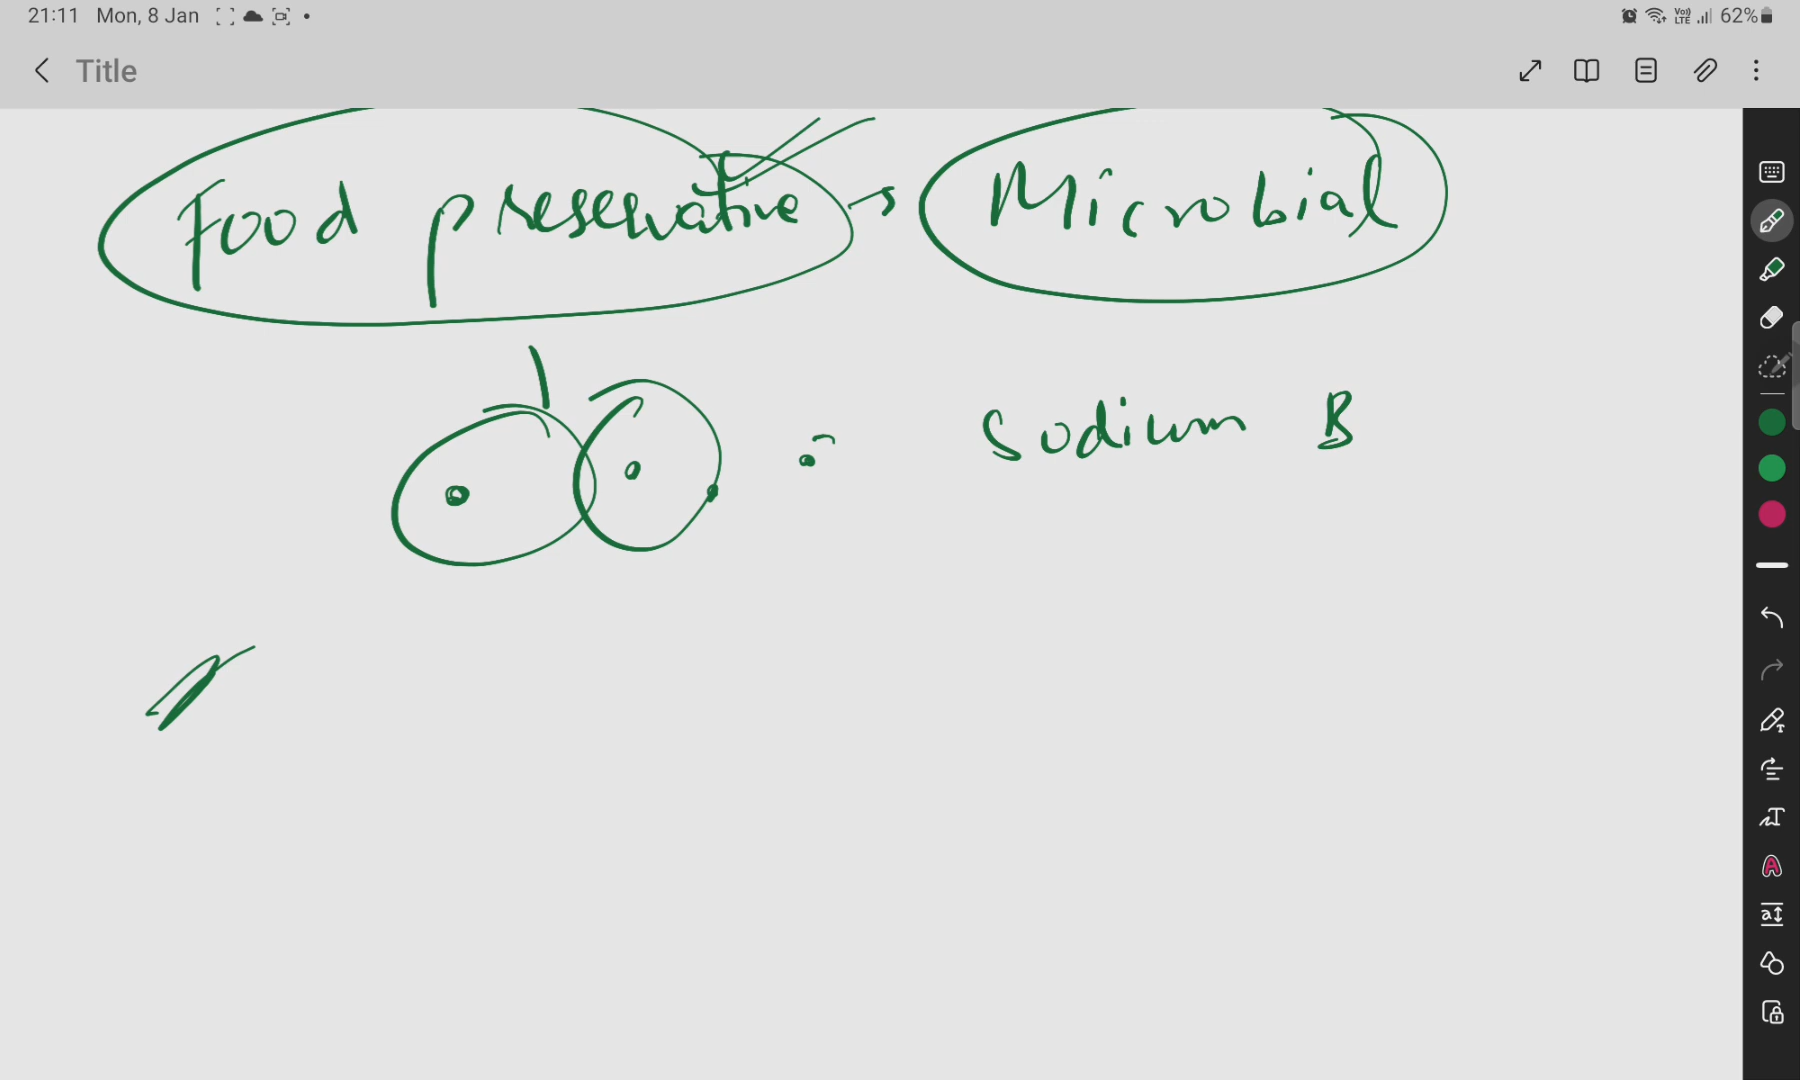 21:11 Mon, 8 Jan 62%
Title
Food preservative → Microbial
Sodium B